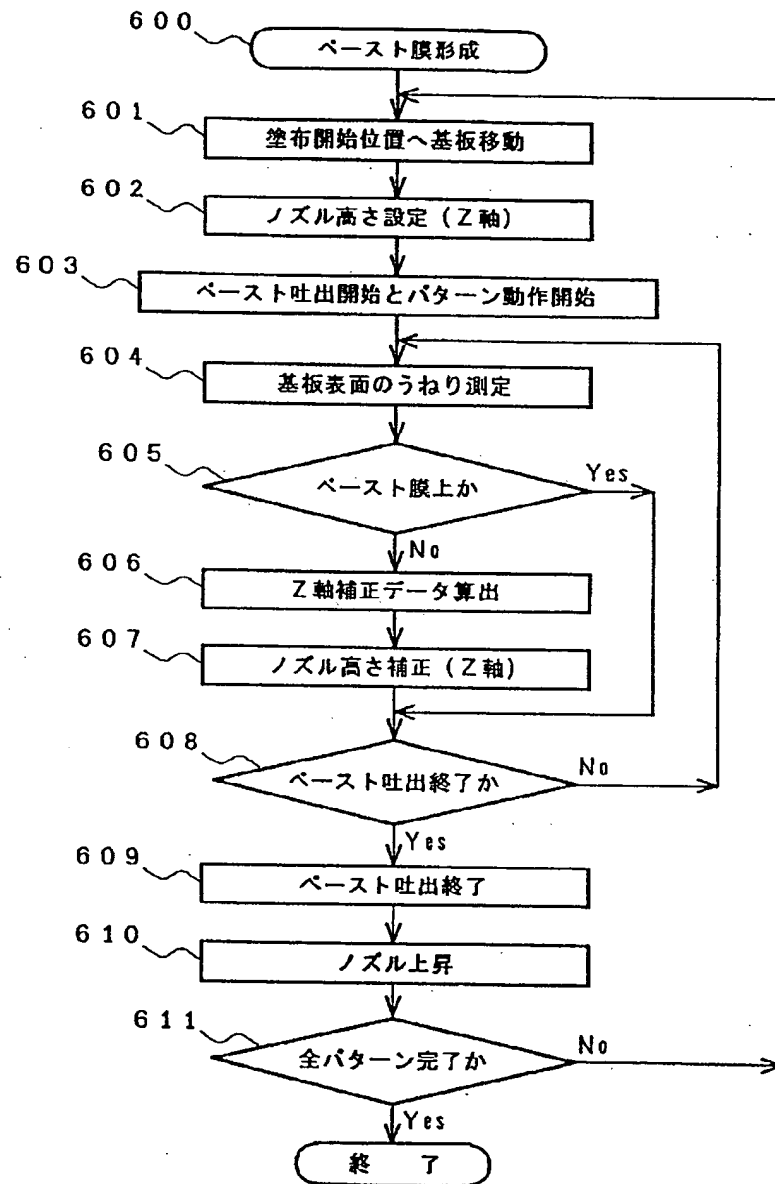 ６００
ペースト膜形成
６０１
塗布開始位置へ基板移動
６０２
ノズル高さ設定（Ｚ軸）
６０３
ペースト吐出開始とパターン動作開始
６０４
基板表面のうねり測定
６０５
ペースト膜上か
Yes
No
６０６
Ｚ軸補正データ算出
６０７
ノズル高さ補正（Ｚ軸）
６０８
ペースト吐出終了か
No
Yes
６０９
ペースト吐出終了
６１０
ノズル上昇
６１１
全パターン完了か
No
Yes
終　了